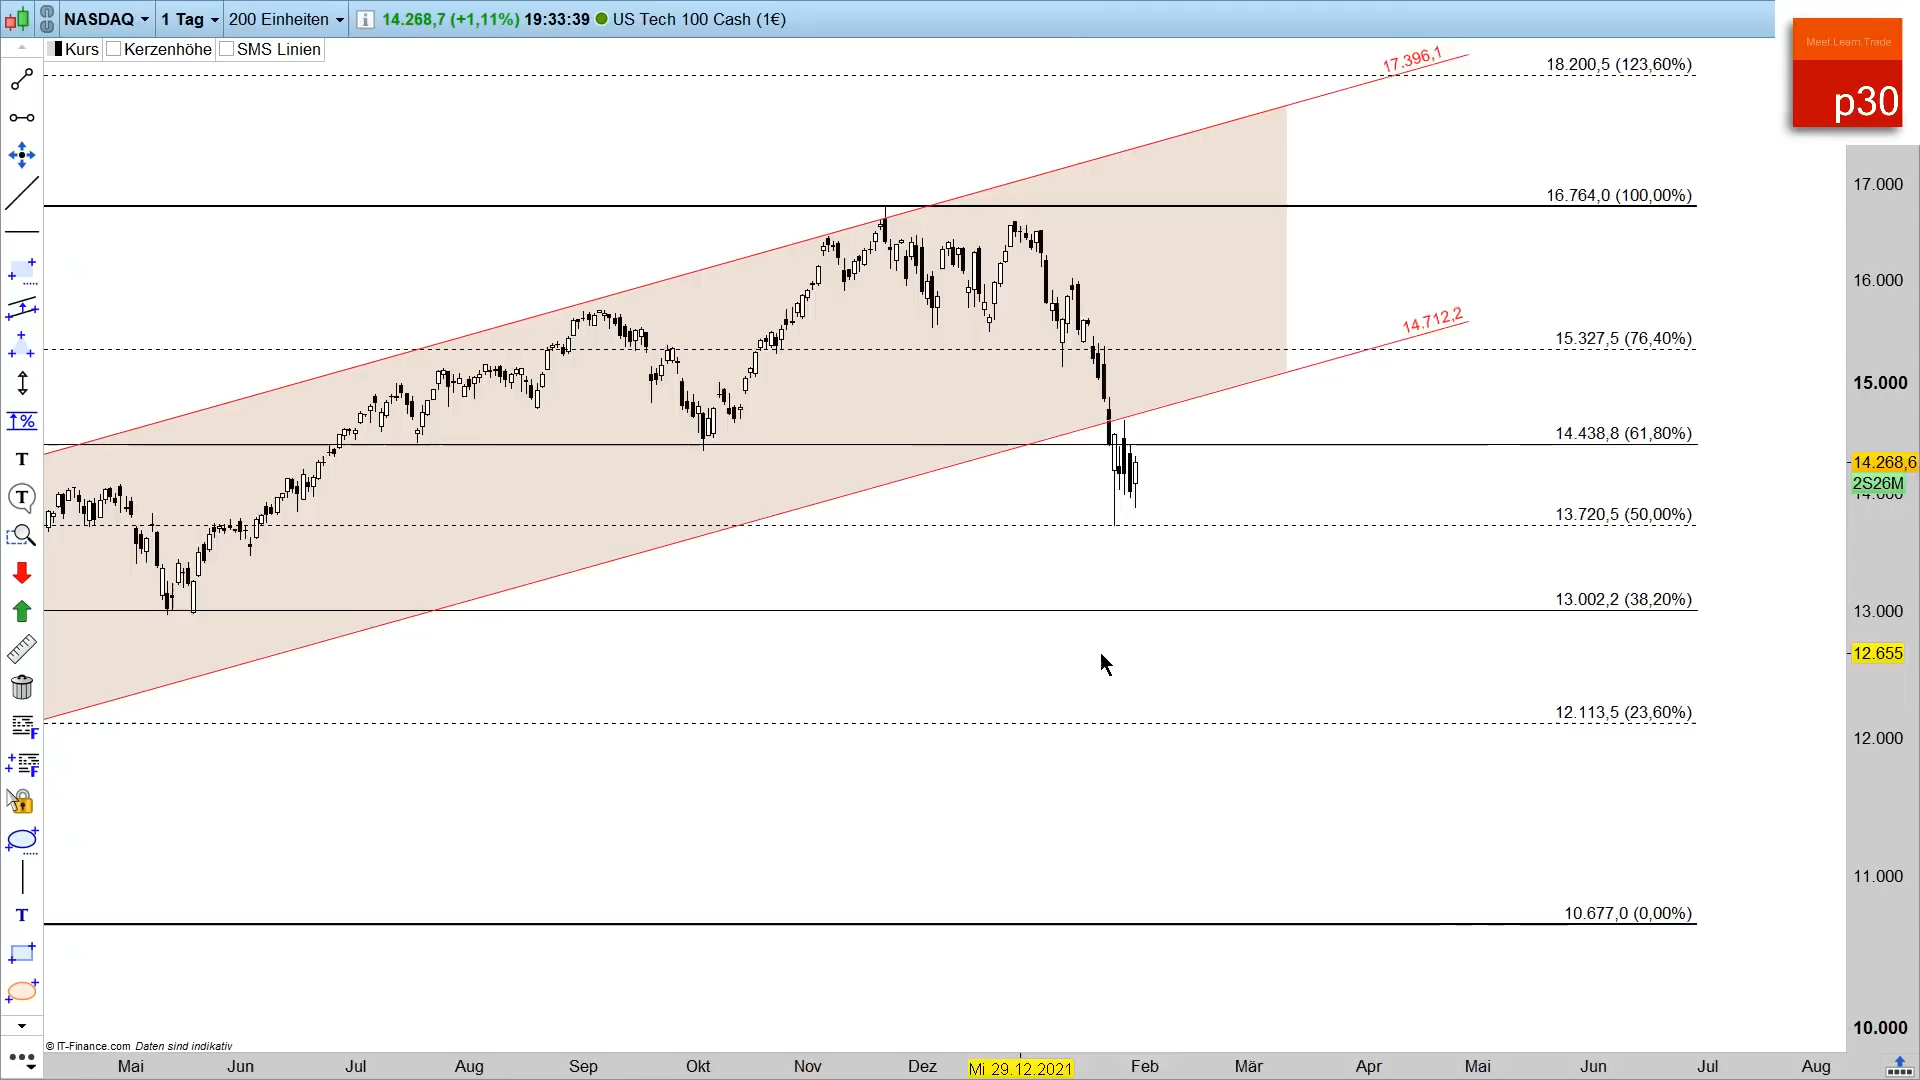 NASDAQ 1 Tag 200 Einheiten 14.268,7 (+1,11%) 19:33:39 US Tech 100 Cash (1€)
Kurs Kerzenhöhe SMS Linien
Meet.Learn.Trade
p30
17.396,1
18.200,5 (123,60%)
17.000
16.764,0 (100,00%)
16.000
14.712,2
15.327,5 (76,40%)
15.000
14.438,8 (61,80%)
14.268,6
2S26M
14.000
13.720,5 (50,00%)
13.002,2 (38,20%)
13.000
12.655
12.113,5 (23,60%)
12.000
11.000
10.677,0 (0,00%)
10.000
%
T
T
F
F
T
© IT-Finance.com Daten sind indikativ
Mai Jun Jul Aug Sep Okt Nov Dez Mi 29.12.2021 Feb Mär Apr Mai Jun Jul Aug